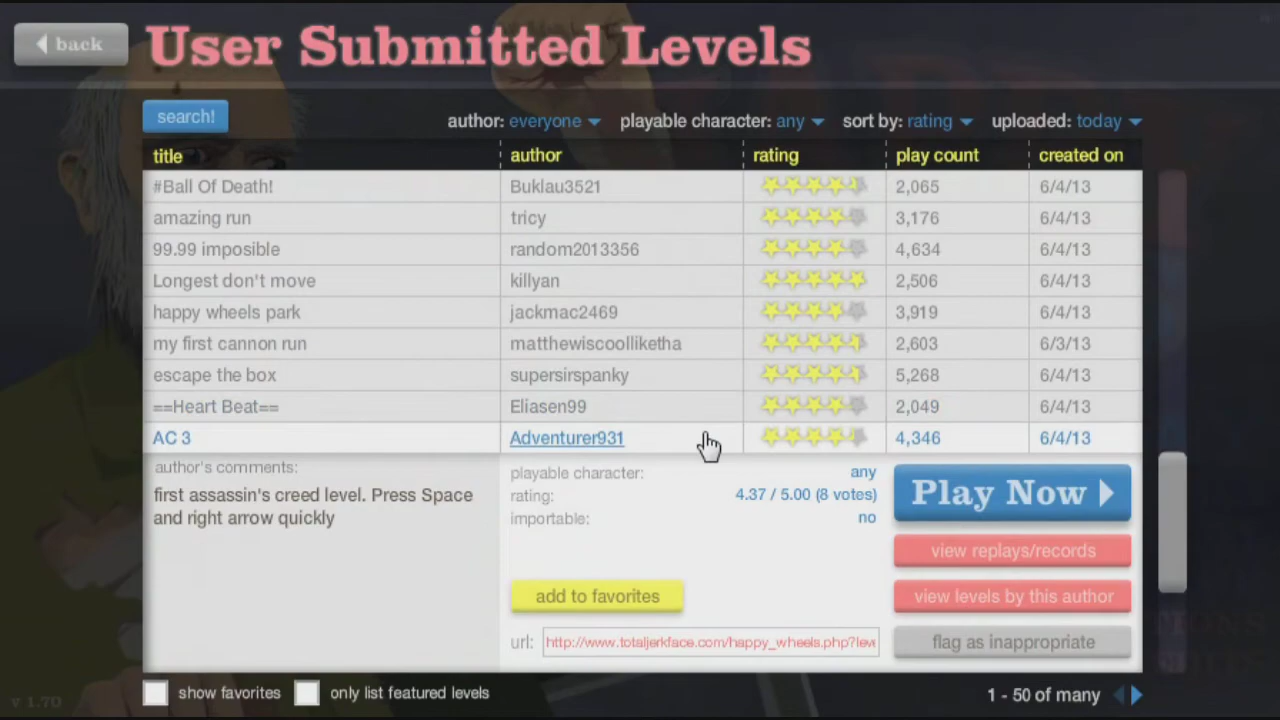 back
User Submitted Levels
search!
author: everyone playable character: any sort by: rating uploaded: today
title author rating play count created on
#Ball Of Death! Buklau3521 2,065 6/4/13
amazing run tricy 3,176 6/4/13
99.99 imposible random2013356 4,634 6/4/13
Longest don't move killyan 2,506 6/4/13
happy wheels park jackmac2469 3,919 6/4/13
my first cannon run matthewiscoolliketha 2,603 6/3/13
escape the box supersirspanky 5,268 6/4/13
==Heart Beat== Eliasen99 2,049 6/4/13
AC 3 Adventurer931 4,346 6/4/13
author's comments:
first assassin's creed level. Press Space
and right arrow quickly
playable character: any
rating: 4.37 / 5.00 (8 votes)
importable: no
add to favorites
url: http://www.totaljerkface.com/happy_wheels.php?leve
Play Now
view replays/records
view levels by this author
flag as inappropriate
show favorites only list featured levels 1 - 50 of many
v 1.70